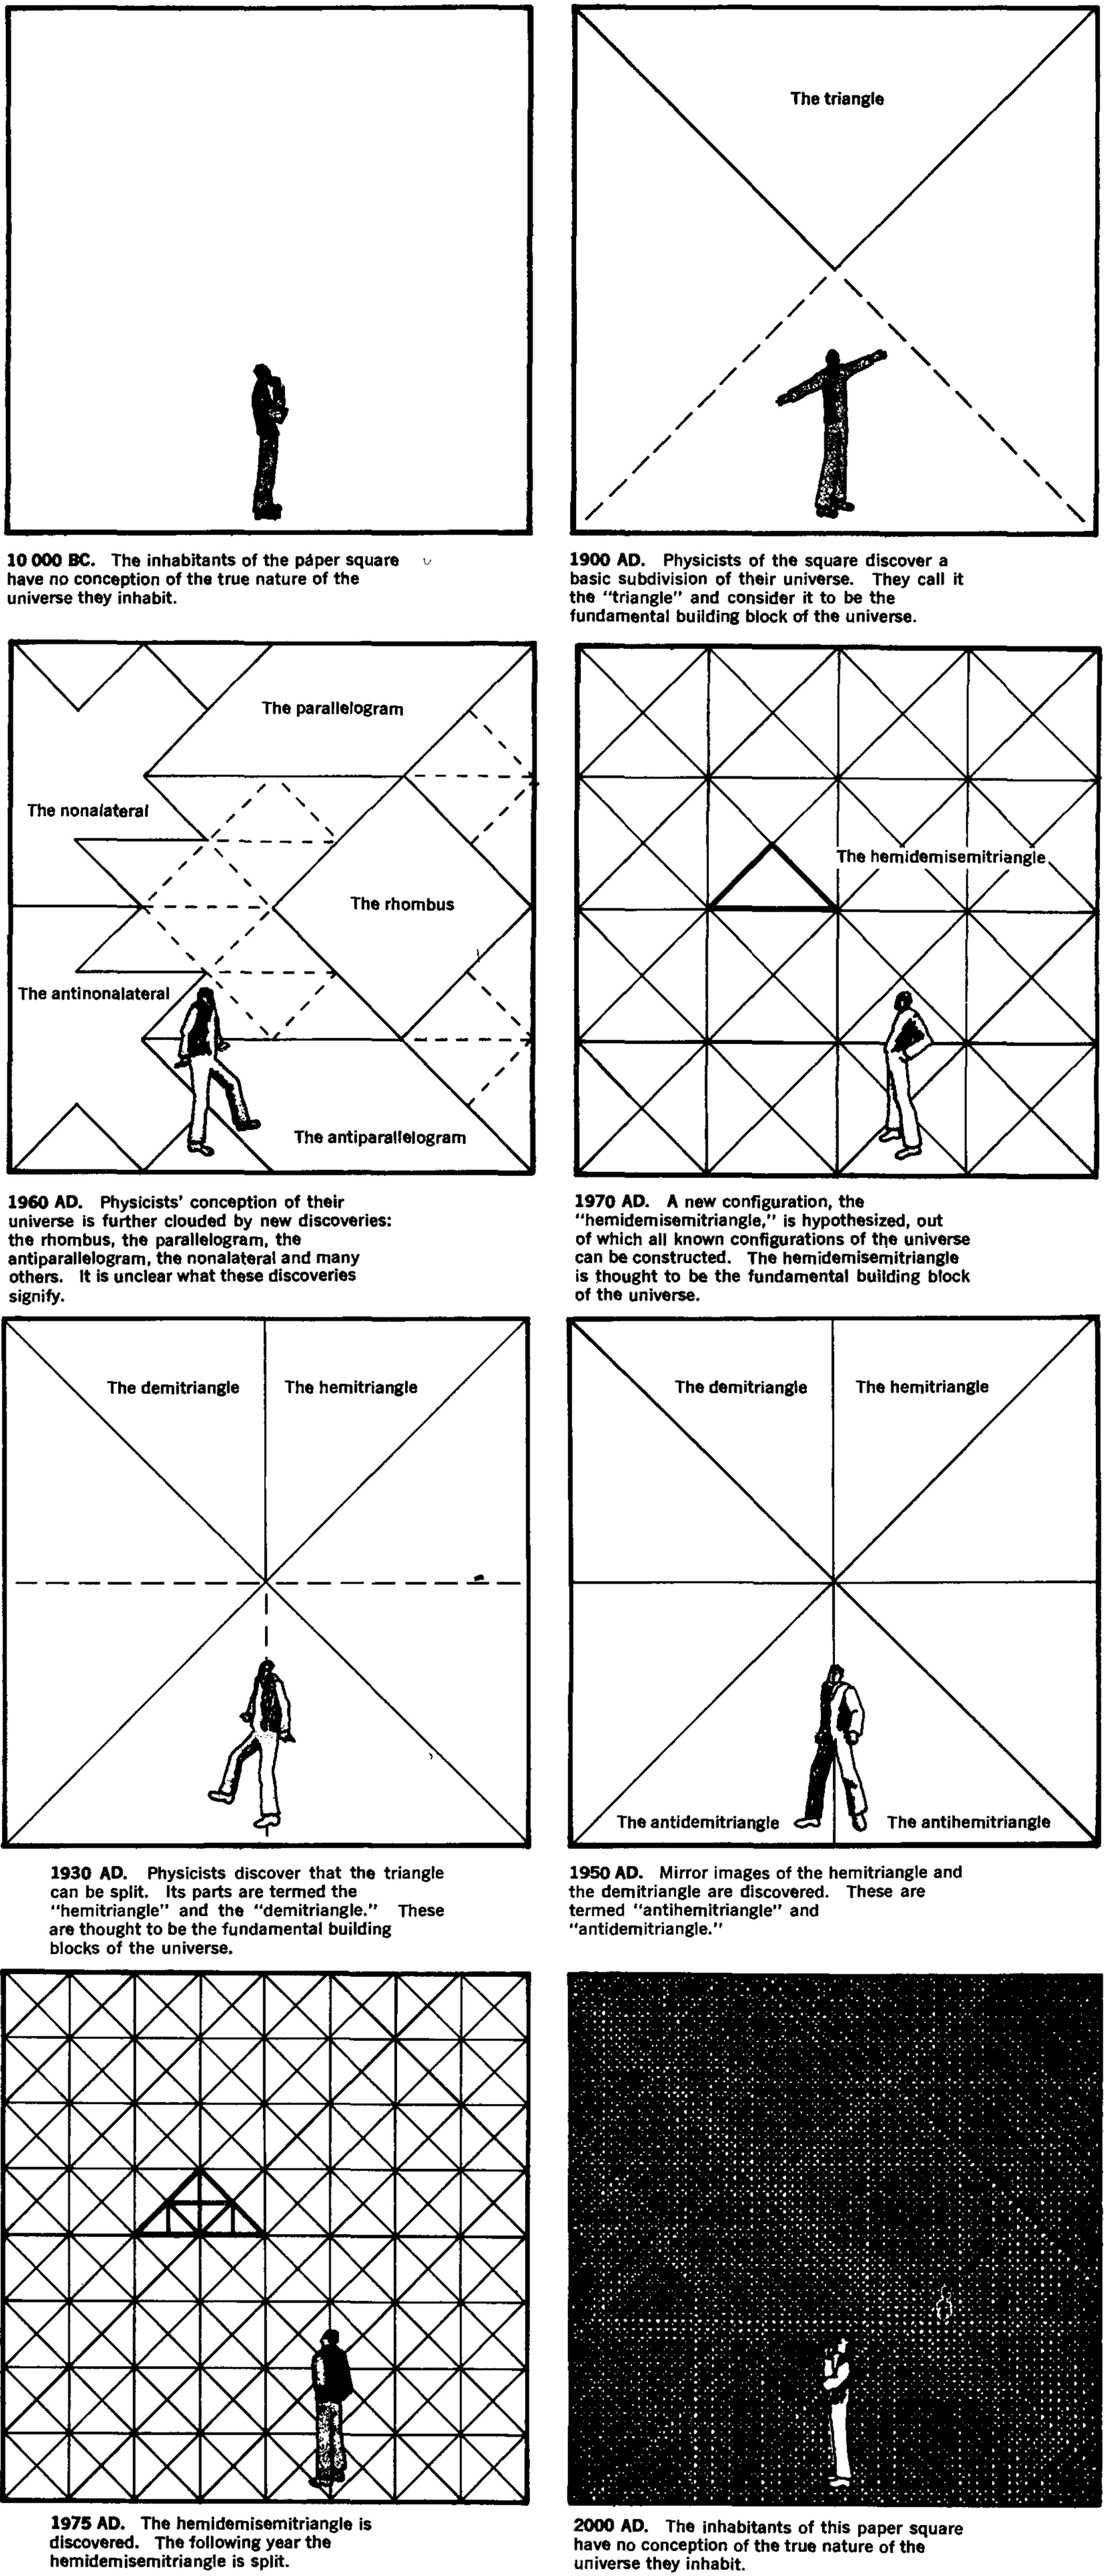 The triangle
10 000 BC. The inhabitants of the paper square
have no conception of the true nature of the
universe they inhabit.
1900 AD. Physicists of the square discover a
basic subdivision of their universe. They call it
the "triangle" and consider it to be the
fundamental building block of the universe.
The parallelogram
The nonalateral
The rhombus
The antinonalateral
The antiparallelogram
The hemidemisemitriangle
1960 AD. Physicists' conception of their
universe is further clouded by new discoveries:
the rhombus, the parallelogram, the
antiparallelogram, the nonalateral and many
others. It is unclear what these discoveries
signify.
1970 AD. A new configuration, the
"hemidemisemitriangle," is hypothesized, out
of which all known configurations of the universe
can be constructed. The hemidemisemitriangle
is thought to be the fundamental building block
of the universe.
The demitriangle
The hemitriangle
The demitriangle
The hemitriangle
The antidemitriangle
The antihemitriangle
1930 AD. Physicists discover that the triangle
can be split. Its parts are termed the
"hemitriangle" and the "demitriangle." These
are thought to be the fundamental building
blocks of the universe.
1950 AD. Mirror images of the hemitriangle and
the demitriangle are discovered. These are
termed "antihemitriangle" and
"antidemitriangle."
1975 AD. The hemidemisemitriangle is
discovered. The following year the
hemidemisemitriangle is split.
2000 AD. The inhabitants of this paper square
have no conception of the true nature of the
universe they inhabit.